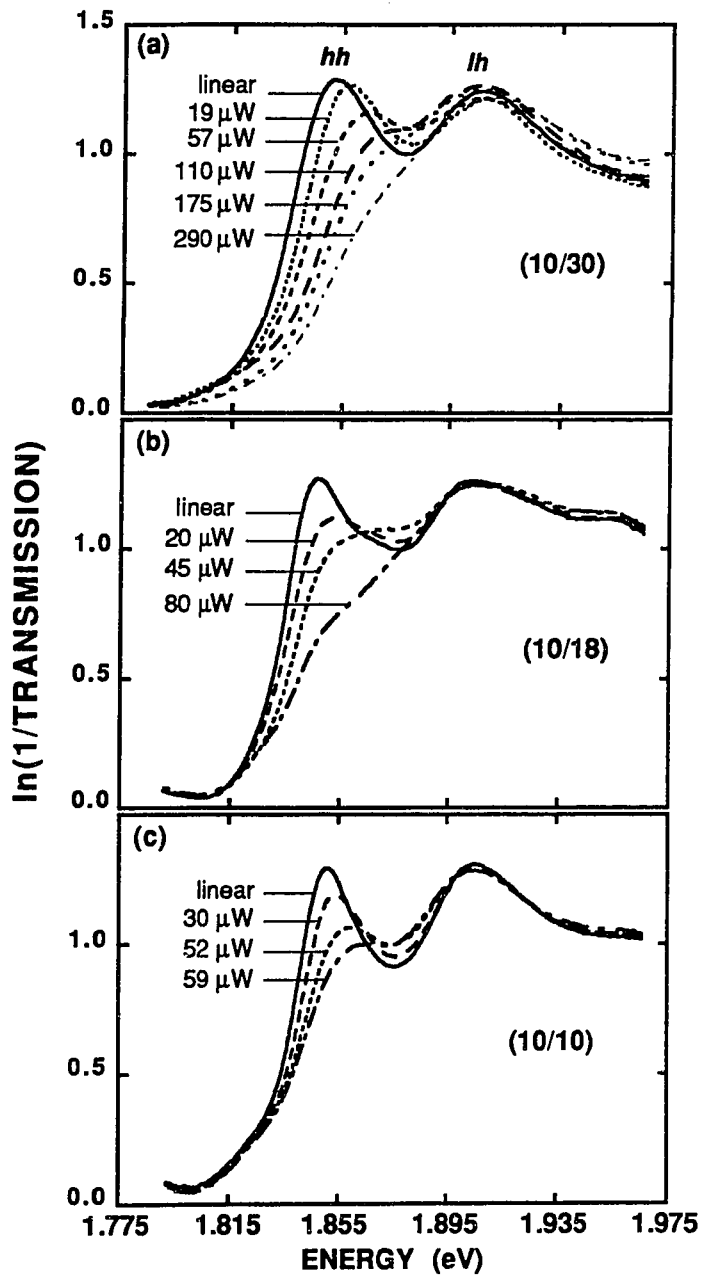 ln(1/TRANSMISSION)
1.5
(a)
hh
lh
linear
19 μW
57 μW
1.0
110 μW
175 μW
290 μW
(10/30)
0.5
0.0
(b)
linear
20 μW
1.0
45 μW
80 μW
(10/18)
0.5
0.0
(c)
linear
30 μW
1.0
52 μW
59 μW
(10/10)
0.5
0.0
1.775 1.815 1.855 1.895 1.935 1.975
ENERGY (eV)